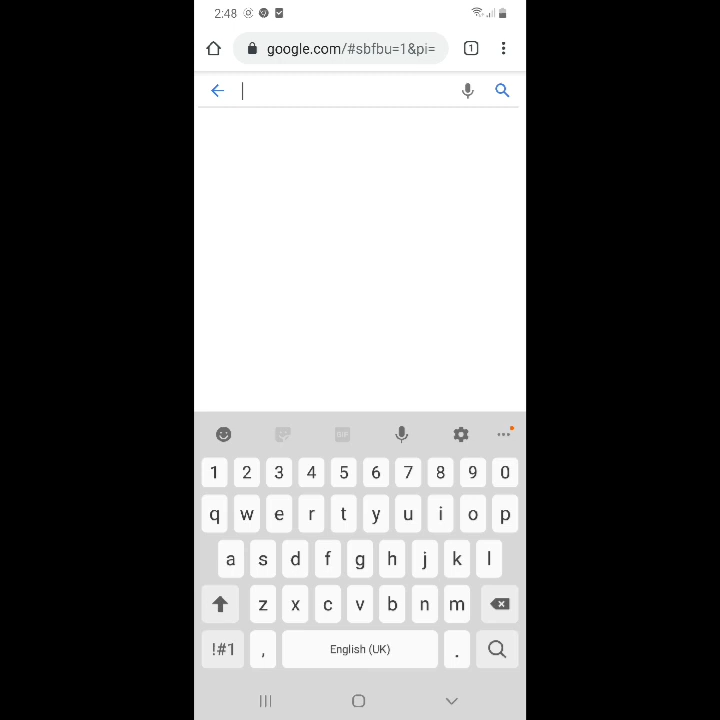 2:48
google.com/#sbfbu=1&pi=
1
GIF
1 2 3 4 5 6 7 8 9 0
q w e r t y u i o p
a s d f g h j k l
z x c v b n m
!#1 , English (UK) .